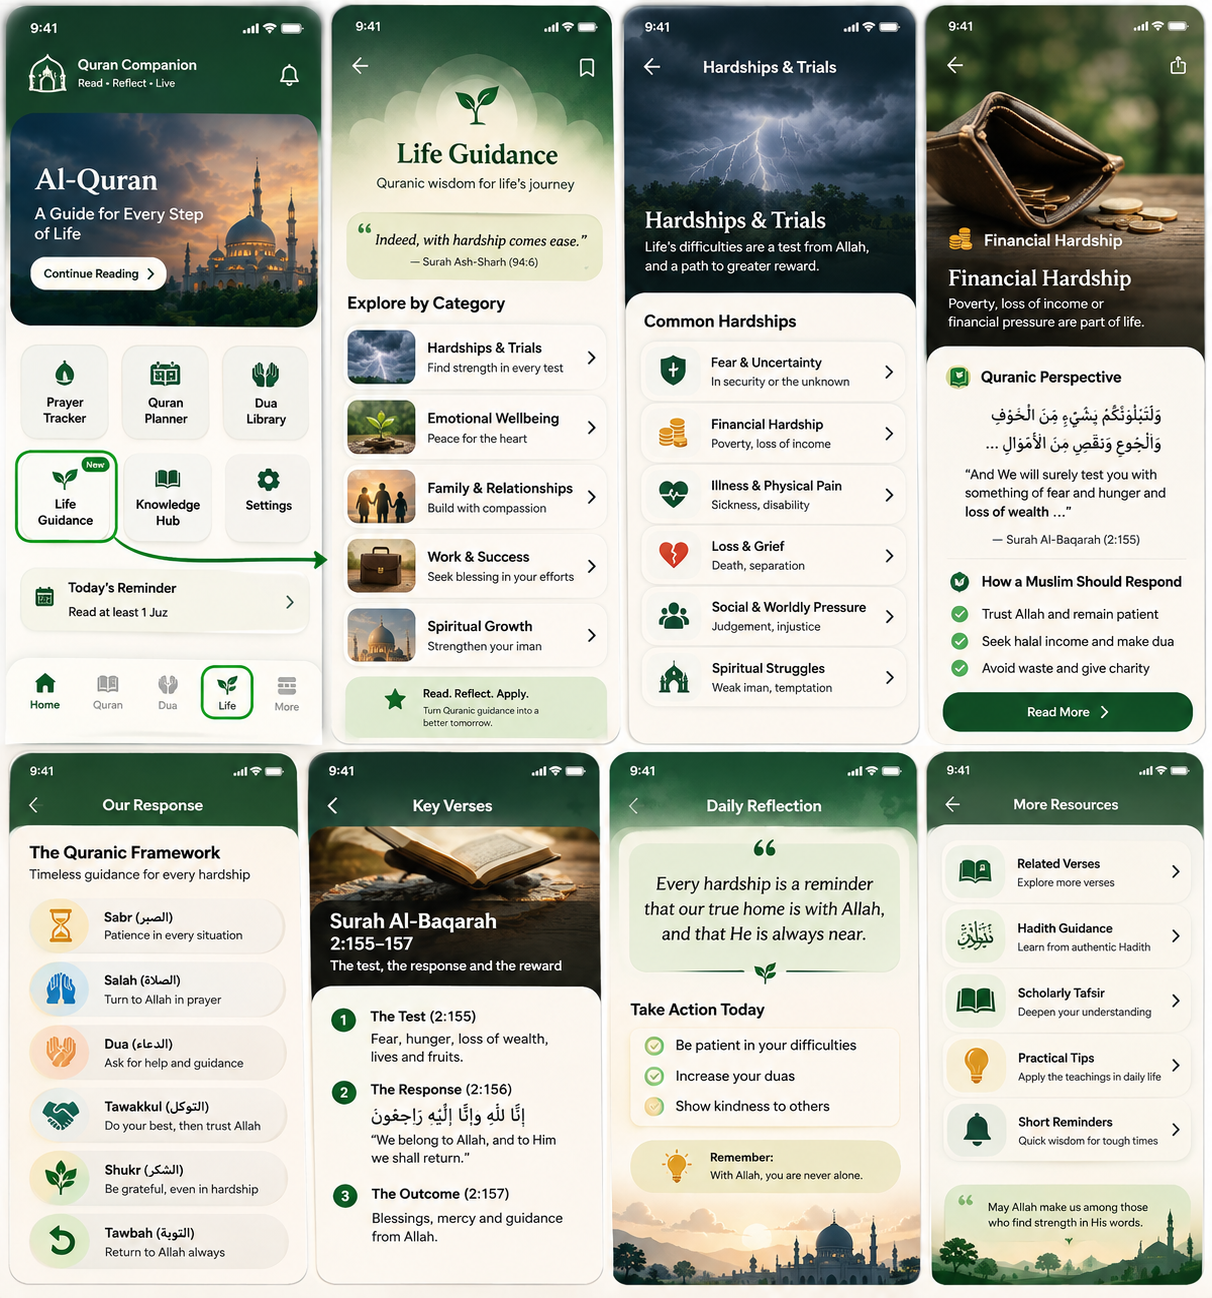 9:41
Quran Companion
Read • Reflect • Live
Al-Quran
A Guide for Every Step
of Life
Continue Reading
Prayer
Tracker
Quran
Planner
Dua
Library
New
Life
Guidance
Knowledge
Hub
Settings
Today's Reminder
Read at least 1 Juz
Home
Quran
Dua
Life
More
9:41
Life Guidance
Quranic wisdom for life's journey
“Indeed, with hardship comes ease.”
— Surah Ash-Sharh (94:6)
Explore by Category
Hardships & Trials
Find strength in every test
Emotional Wellbeing
Peace for the heart
Family & Relationships
Build with compassion
Work & Success
Seek blessing in your efforts
Spiritual Growth
Strengthen your iman
Read. Reflect. Apply.
Turn Quranic guidance into a
better tomorrow.
9:41
Hardships & Trials
Hardships & Trials
Life's difficulties are a test from Allah,
and a path to greater reward.
Common Hardships
Fear & Uncertainty
In security or the unknown
Financial Hardship
Poverty, loss of income
Illness & Physical Pain
Sickness, disability
Loss & Grief
Death, separation
Social & Worldly Pressure
Judgement, injustice
Spiritual Struggles
Weak iman, temptation
9:41
Financial Hardship
Financial Hardship
Poverty, loss of income or
financial pressure are part of life.
Quranic Perspective
وَلَنَبْلُوَنَّكُمْ بِشَيْءٍ مِّنَ الْخَوْفِ
وَالْجُوعِ وَنَقْصٍ مِنَ الْأَمْوَالِ ...
“And We will surely test you with
something of fear and hunger and
loss of wealth ...”
— Surah Al-Baqarah (2:155)
How a Muslim Should Respond
Trust Allah and remain patient
Seek halal income and make dua
Avoid waste and give charity
Read More
9:41
Our Response
The Quranic Framework
Timeless guidance for every hardship
Sabr (الصبر)
Patience in every situation
Salah (الصلاة)
Turn to Allah in prayer
Dua (الدعاء)
Ask for help and guidance
Tawakkul (التوكل)
Do your best, then trust Allah
Shukr (الشكر)
Be grateful, even in hardship
Tawbah (التوبة)
Return to Allah always
9:41
Key Verses
Surah Al-Baqarah
2:155–157
The test, the response and the reward
1 The Test (2:155)
Fear, hunger, loss of wealth,
lives and fruits.
2 The Response (2:156)
إِنَّا لِلَّهِ وَإِنَّا إِلَيْهِ رَاجِعُونَ
“We belong to Allah, and to Him
we shall return.”
3 The Outcome (2:157)
Blessings, mercy and guidance
from Allah.
9:41
Daily Reflection
“
Every hardship is a reminder
that our true home is with Allah,
and that He is always near.
Take Action Today
Be patient in your difficulties
Increase your duas
Show kindness to others
Remember:
With Allah, you are never alone.
9:41
More Resources
Related Verses
Explore more verses
Hadith Guidance
Learn from authentic Hadith
Scholarly Tafsir
Deepen your understanding
Practical Tips
Apply the teachings in daily life
Short Reminders
Quick wisdom for tough times
“ May Allah make us among those
who find strength in His words.